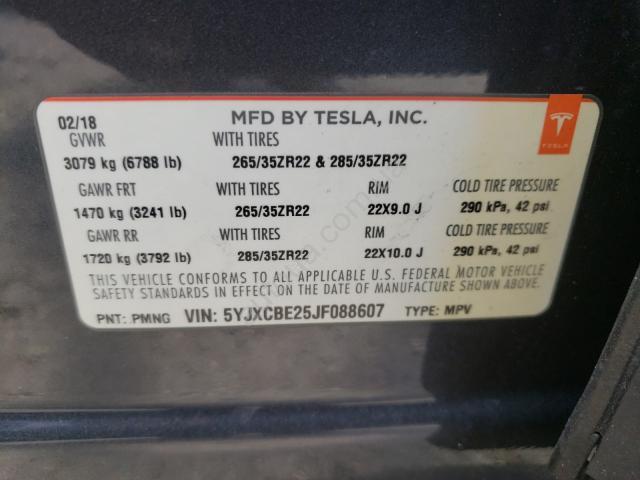 02/18 MFD BY TESLA, INC.
GVWR WITH TIRES
3079 kg (6788 lb) 265/35ZR22 & 285/35ZR22
GAWR FRT WITH TIRES RIM COLD TIRE PRESSURE
1470 kg (3241 lb) 265/35ZR22 22X9.0 J 290 kPa, 42 psi
GAWR RR WITH TIRES RIM COLD TIRE PRESSURE
1720 kg (3792 lb) 285/35ZR22 22X10.0 J 290 kPa, 42 psi
THIS VEHICLE CONFORMS TO ALL APPLICABLE U.S. FEDERAL MOTOR VEHICLE
SAFETY STANDARDS IN EFFECT ON THE DATE OF MANUFACTURE SHOWN ABOVE.
PNT: PMNG VIN: 5YJXCBE25JF088607 TYPE: MPV
TESLA